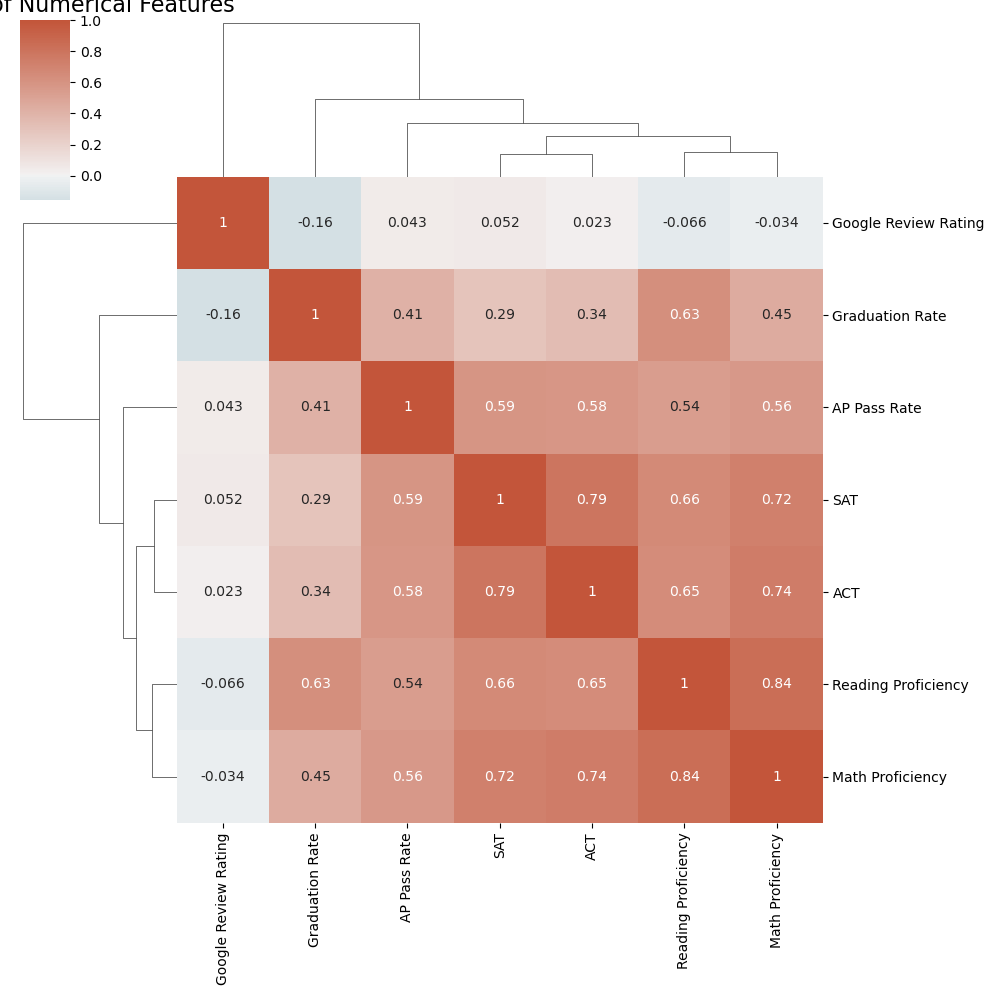 of Numerical Features
1.0
0.8
0.6
0.4
0.2
0.0
1 -0.16 0.043 0.052 0.023 -0.066 -0.034 Google Review Rating
-0.16 1 0.41 0.29 0.34 0.63 0.45 Graduation Rate
0.043 0.41 1 0.59 0.58 0.54 0.56 AP Pass Rate
0.052 0.29 0.59 1 0.79 0.66 0.72 SAT
0.023 0.34 0.58 0.79 1 0.65 0.74 ACT
-0.066 0.63 0.54 0.66 0.65 1 0.84 Reading Proficiency
-0.034 0.45 0.56 0.72 0.74 0.84 1 Math Proficiency
Google Review Rating
Graduation Rate
AP Pass Rate
SAT
ACT
Reading Proficiency
Math Proficiency